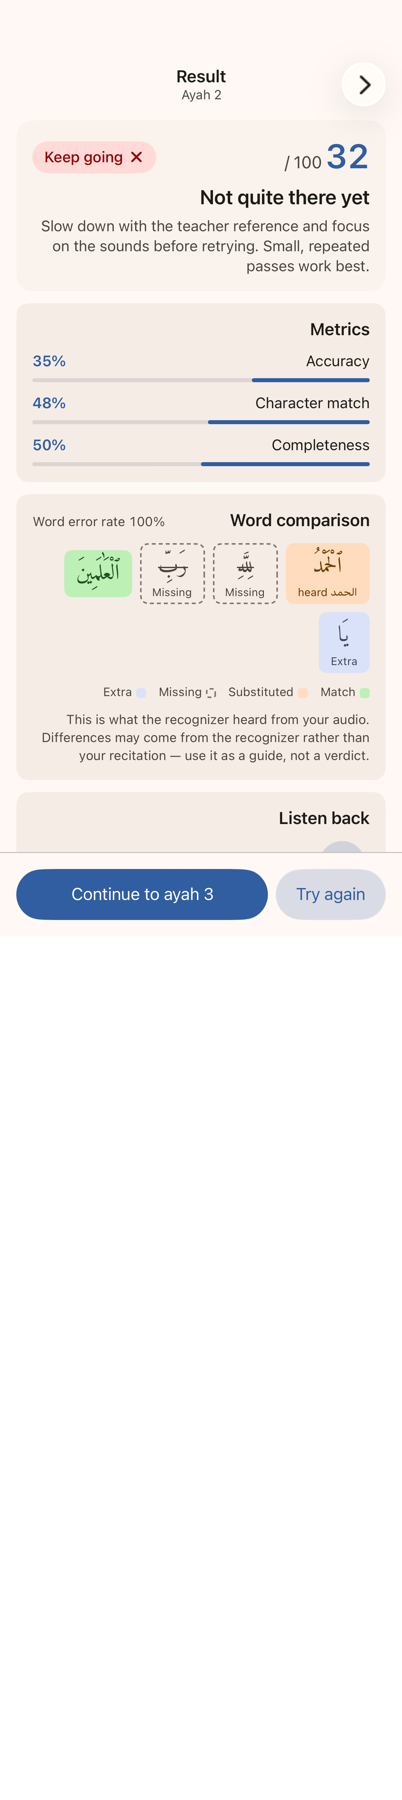 Result
Ayah 2
Keep going
32 / 100
Not quite there yet
Slow down with the teacher reference and focus
on the sounds before retrying. Small, repeated
passes work best.
Metrics
Accuracy 35%
Character match 48%
Completeness 50%
Word comparison
Word error rate 100%
ٱلْحَمْدُ لِلَّهِ رَبِّ ٱلْعَٰلَمِينَ
heard الحمد Missing Missing
يَا
Extra
Match Substituted Missing Extra
This is what the recognizer heard from your audio.
Differences may come from the recognizer rather than
your recitation — use it as a guide, not a verdict.
Listen back
Continue to ayah 3
Try again